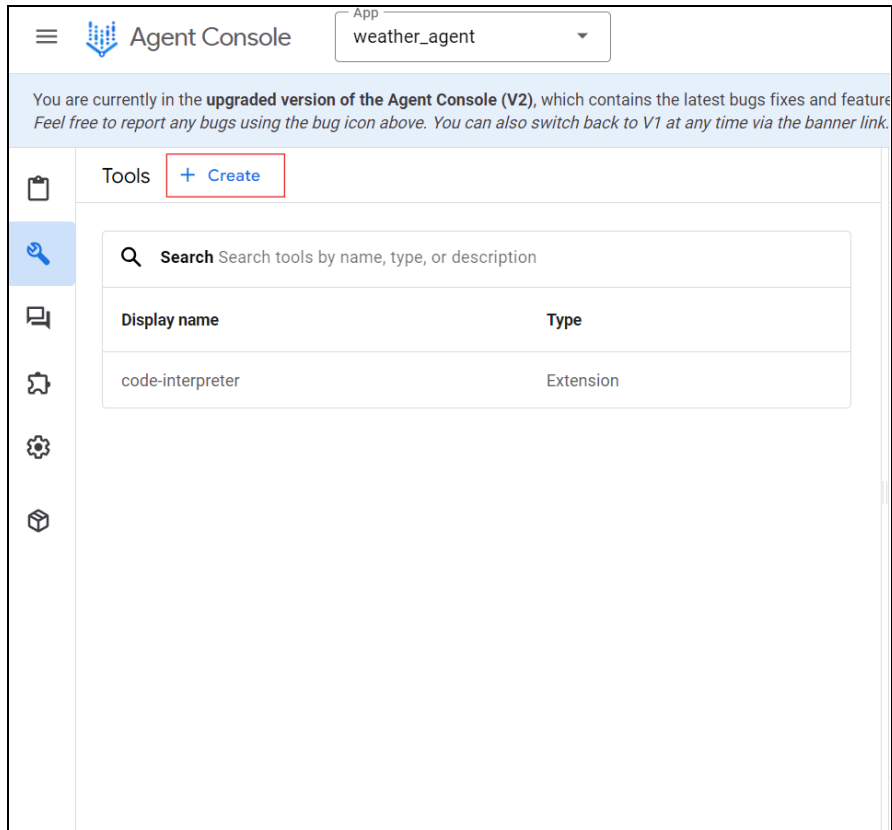 App
Agent Console
weather_agent
You are currently in the upgraded version of the Agent Console (V2), which contains the latest bugs fixes and feature
Feel free to report any bugs using the bug icon above. You can also switch back to V1 at any time via the banner link.
Tools + Create
Search Search tools by name, type, or description
Display name Type
code-interpreter Extension